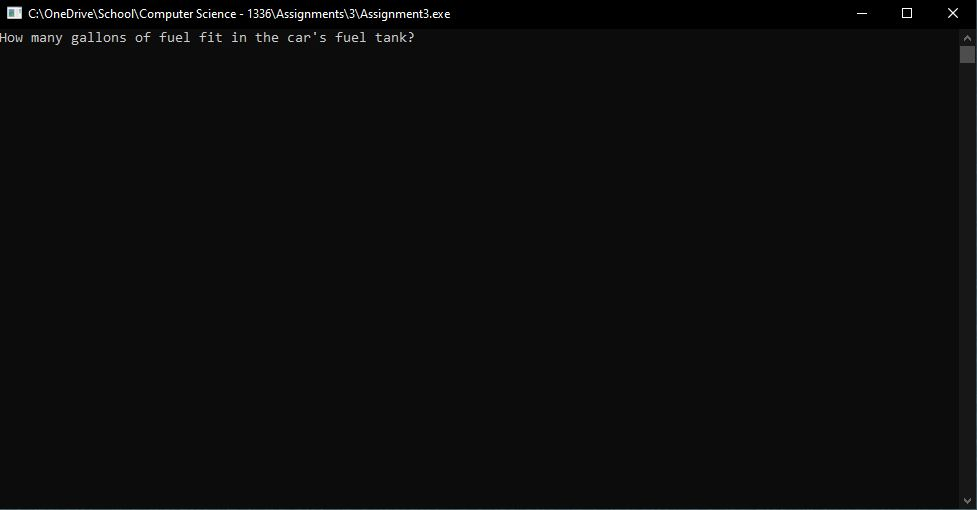 C:\OneDrive\School\Computer Science - 1336\Assignments\3\Assignment3.exe
How many gallons of fuel fit in the car's fuel tank?